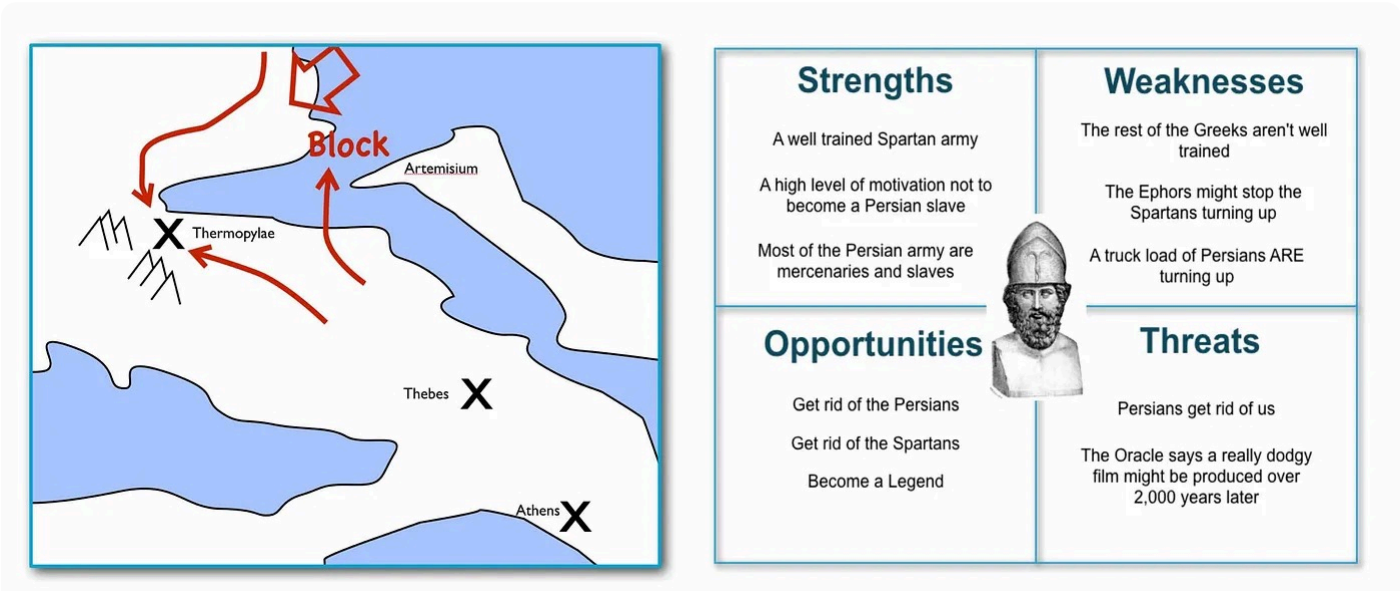 Block
Artemisium
X
Thermopylae
Thebes
X
Athens
X
Strengths
A well trained Spartan army
A high level of motivation not to
become a Persian slave
Most of the Persian army are
mercenaries and slaves
Weaknesses
The rest of the Greeks aren't well
trained
The Ephors might stop the
Spartans turning up
A truck load of Persians ARE
turning up
Opportunities
Get rid of the Persians
Get rid of the Spartans
Become a Legend
Threats
Persians get rid of us
The Oracle says a really dodgy
film might be produced over
2,000 years later